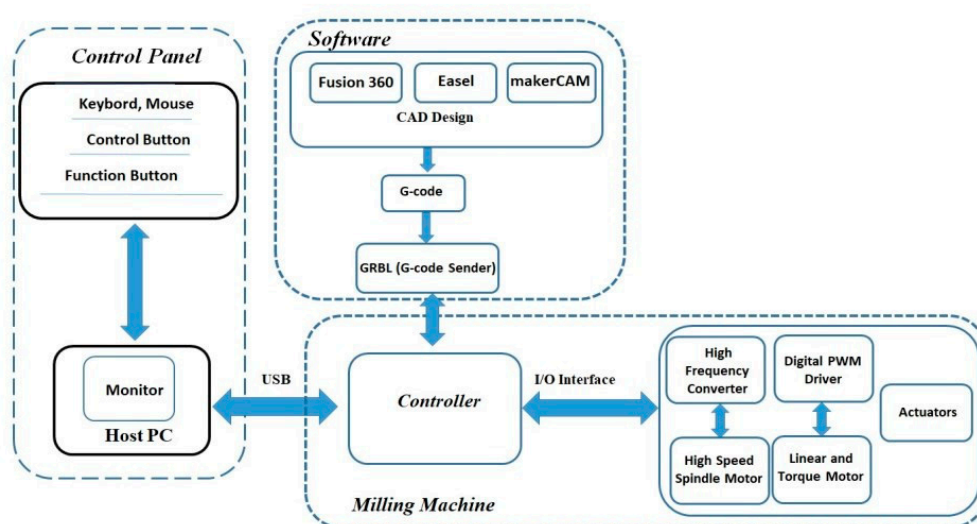 Control Panel
Keybord, Mouse
Control Button
Function Button
Monitor
Host PC
Software
Fusion 360
Easel
makerCAM
CAD Design
G-code
GRBL (G-code Sender)
USB
Controller
I/O Interface
High
Frequency
Converter
Digital PWM
Driver
Actuators
High Speed
Spindle Motor
Linear and
Torque Motor
Milling Machine